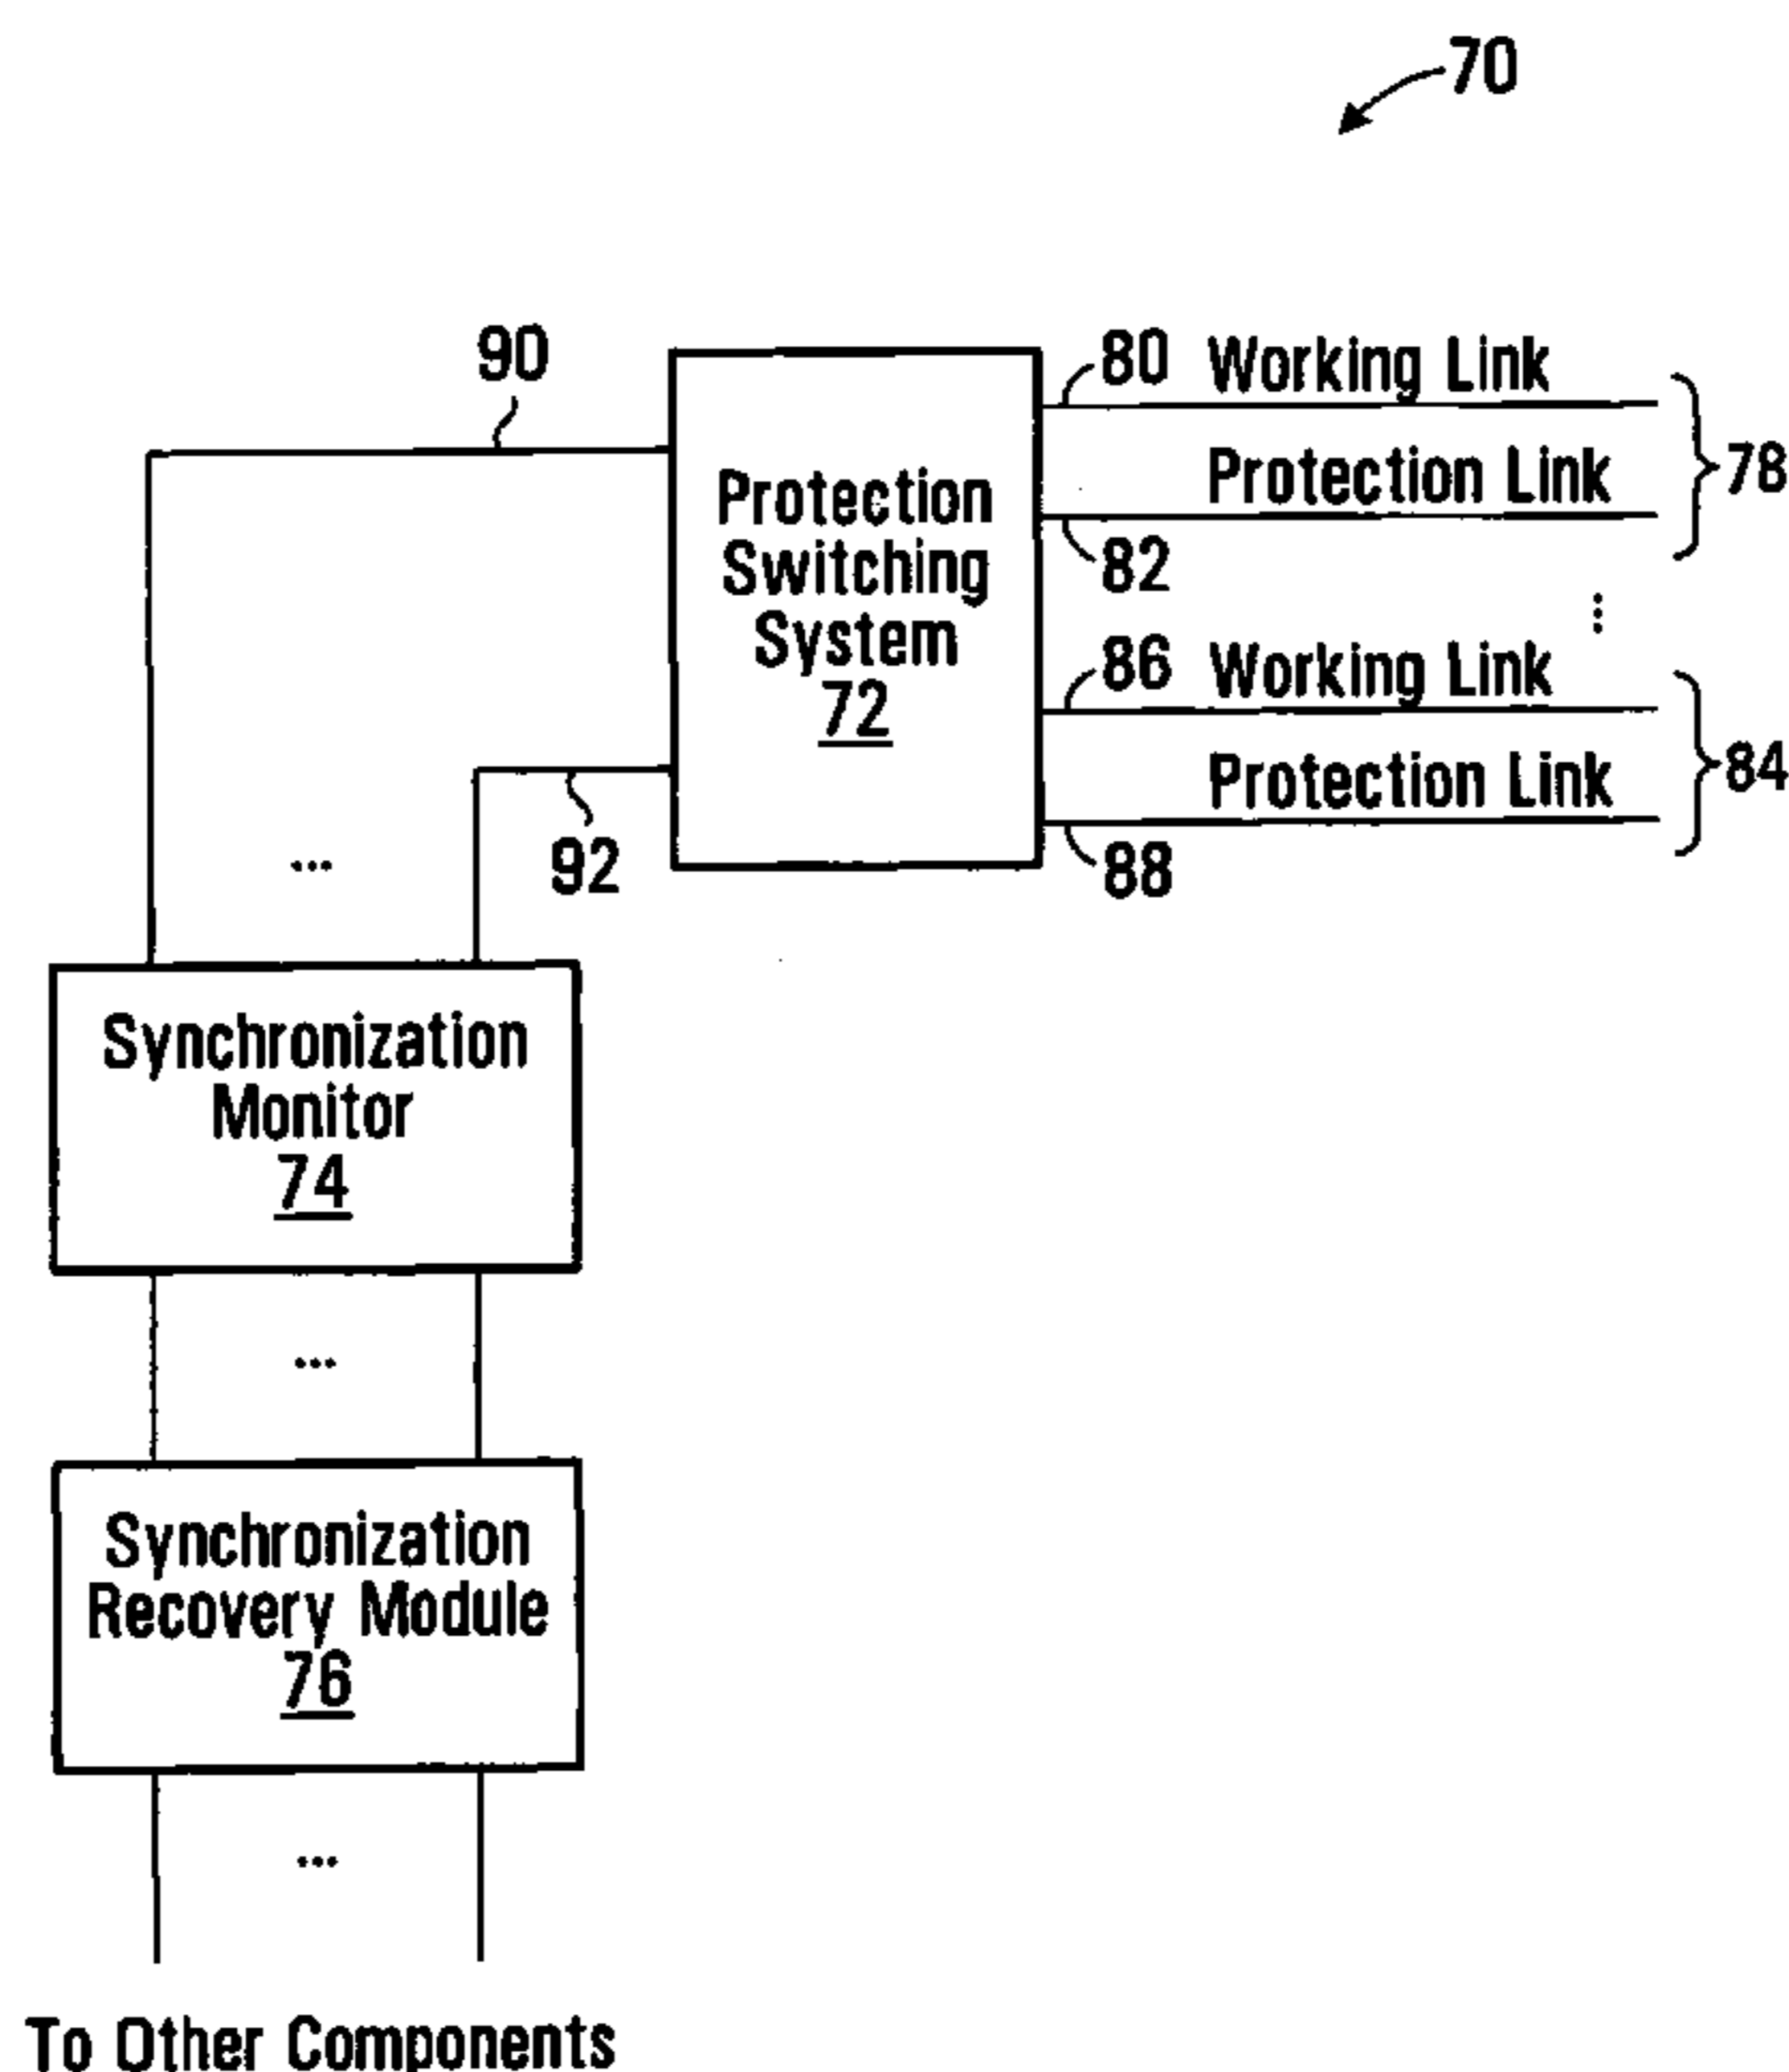 70
90
80 Working Link
Protection Link
78
82
Protection
Switching
System
72
86 Working Link
Protection Link
84
88
92
...
...
Synchronization
Monitor
74
...
Synchronization
Recovery Module
76
...
To Other Components